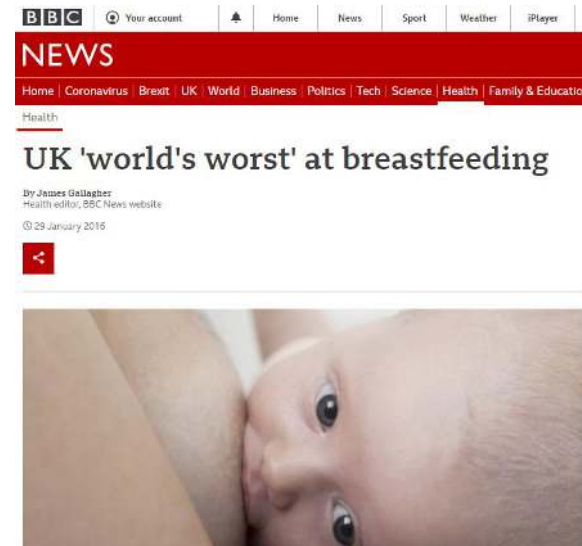 BBC Your account Home News Sport Weather iPlayer
NEWS
Home Coronavirus Brexit UK World Business Politics Tech Science Health Family & Educatio
Health
UK 'world's worst' at breastfeeding
By James Gallagher
Health editor, BBC News website
29 January 2016